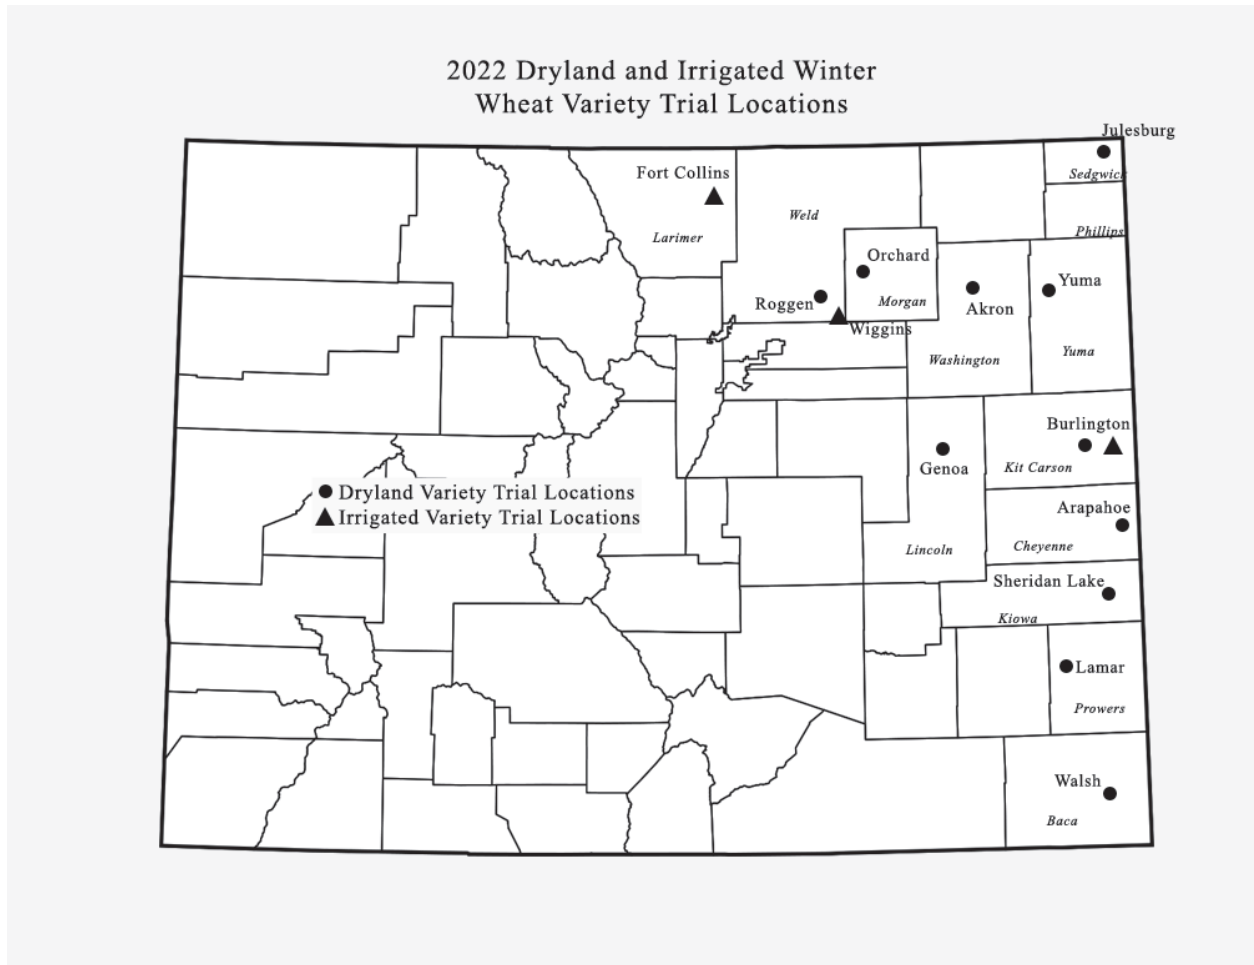 2022 Dryland and Irrigated Winter
Wheat Variety Trial Locations
Julesburg
Sedgwick
Fort Collins
Larimer
Weld
Phillips
Orchard
Morgan
Roggen
Wiggins
Akron
Washington
Yuma
Yuma
Burlington
Kit Carson
Genoa
Lincoln
Dryland Variety Trial Locations
Irrigated Variety Trial Locations
Arapahoe
Cheyenne
Sheridan Lake
Kiowa
Lamar
Prowers
Walsh
Baca